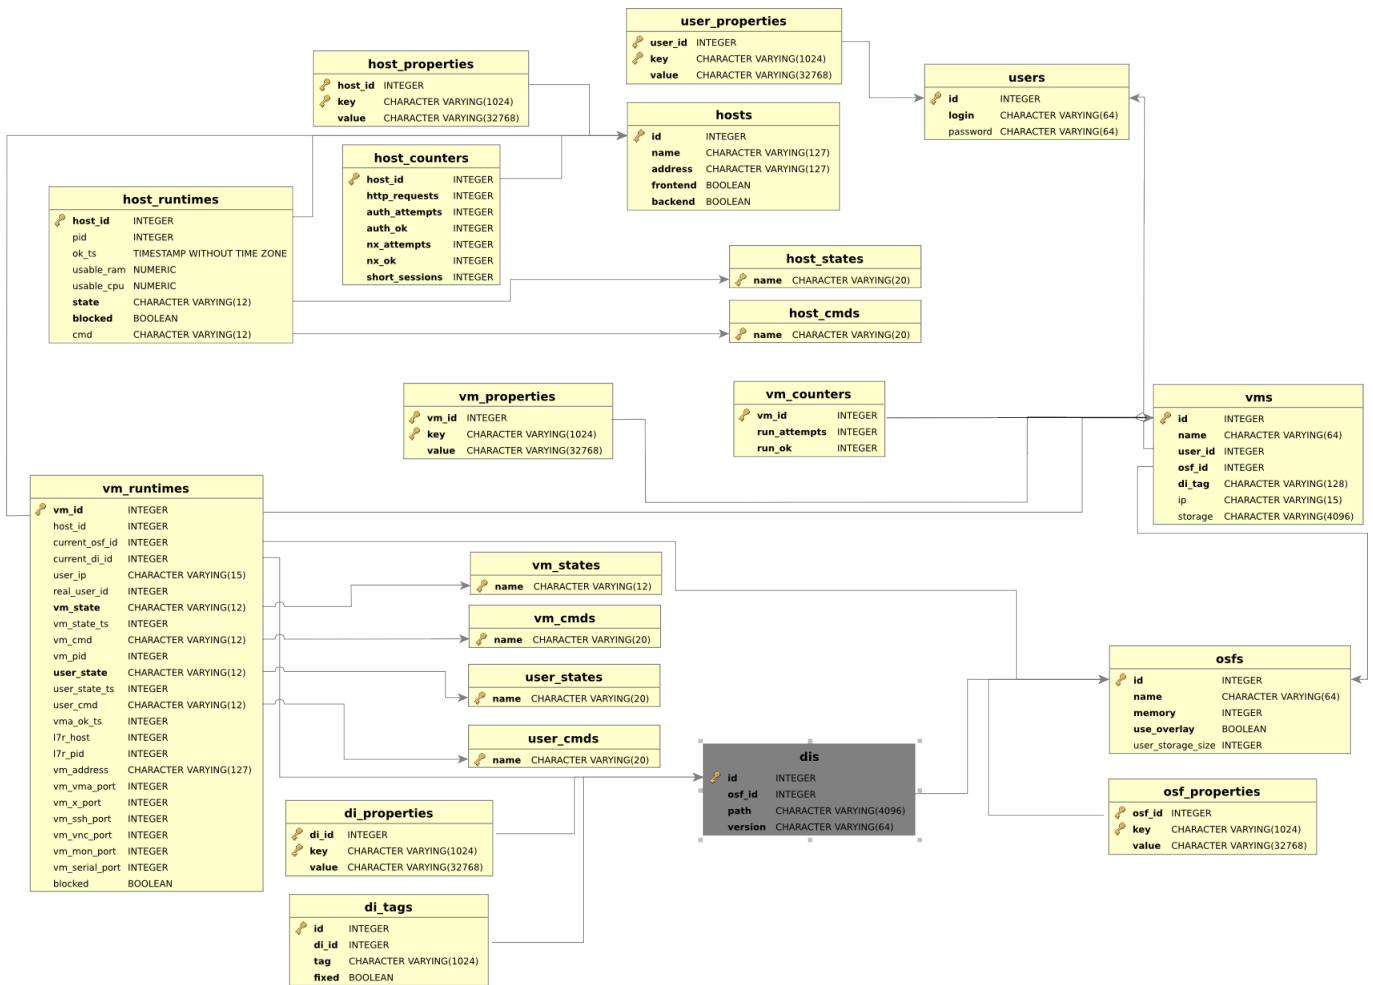 user_properties
user_id INTEGER
key CHARACTER VARYING(1024)
value CHARACTER VARYING(32768)
host_properties
host_id INTEGER
key CHARACTER VARYING(1024)
value CHARACTER VARYING(32768)
users
id INTEGER
login CHARACTER VARYING(64)
password CHARACTER VARYING(64)
hosts
id INTEGER
name CHARACTER VARYING(127)
address CHARACTER VARYING(127)
frontend BOOLEAN
backend BOOLEAN
host_counters
host_id INTEGER
http_requests INTEGER
auth_attempts INTEGER
auth_ok INTEGER
nx_attempts INTEGER
nx_ok INTEGER
short_sessions INTEGER
host_runtimes
host_id INTEGER
pid INTEGER
ok_ts TIMESTAMP WITHOUT TIME ZONE
usable_ram NUMERIC
usable_cpu NUMERIC
state CHARACTER VARYING(12)
blocked BOOLEAN
cmd CHARACTER VARYING(12)
host_states
name CHARACTER VARYING(20)
host_cmds
name CHARACTER VARYING(20)
vm_properties
vm_id INTEGER
key CHARACTER VARYING(1024)
value CHARACTER VARYING(32768)
vm_counters
vm_id INTEGER
run_attempts INTEGER
run_ok INTEGER
vms
id INTEGER
name CHARACTER VARYING(64)
user_id INTEGER
osf_id INTEGER
di_tag CHARACTER VARYING(128)
ip CHARACTER VARYING(15)
storage CHARACTER VARYING(4096)
vm_runtimes
vm_id INTEGER
host_id INTEGER
current_osf_id INTEGER
current_di_id INTEGER
user_ip CHARACTER VARYING(15)
real_user_id INTEGER
vm_state CHARACTER VARYING(12)
vm_state_ts INTEGER
vm_cmd CHARACTER VARYING(12)
vm_pid INTEGER
user_state CHARACTER VARYING(12)
user_state_ts INTEGER
user_cmd CHARACTER VARYING(12)
vma_ok_ts INTEGER
l7r_host INTEGER
l7r_pid INTEGER
vm_address CHARACTER VARYING(127)
vm_vma_port INTEGER
vm_x_port INTEGER
vm_ssh_port INTEGER
vm_vnc_port INTEGER
vm_mon_port INTEGER
vm_serial_port INTEGER
blocked BOOLEAN
vm_states
name CHARACTER VARYING(12)
vm_cmds
name CHARACTER VARYING(20)
user_states
name CHARACTER VARYING(20)
user_cmds
name CHARACTER VARYING(20)
osfs
id INTEGER
name CHARACTER VARYING(64)
memory INTEGER
use_overlay BOOLEAN
user_storage_size INTEGER
dis
id INTEGER
osf_id INTEGER
path CHARACTER VARYING(4096)
version CHARACTER VARYING(64)
osf_properties
osf_id INTEGER
key CHARACTER VARYING(1024)
value CHARACTER VARYING(32768)
di_properties
di_id INTEGER
key CHARACTER VARYING(1024)
value CHARACTER VARYING(32768)
di_tags
id INTEGER
di_id INTEGER
tag CHARACTER VARYING(1024)
fixed BOOLEAN